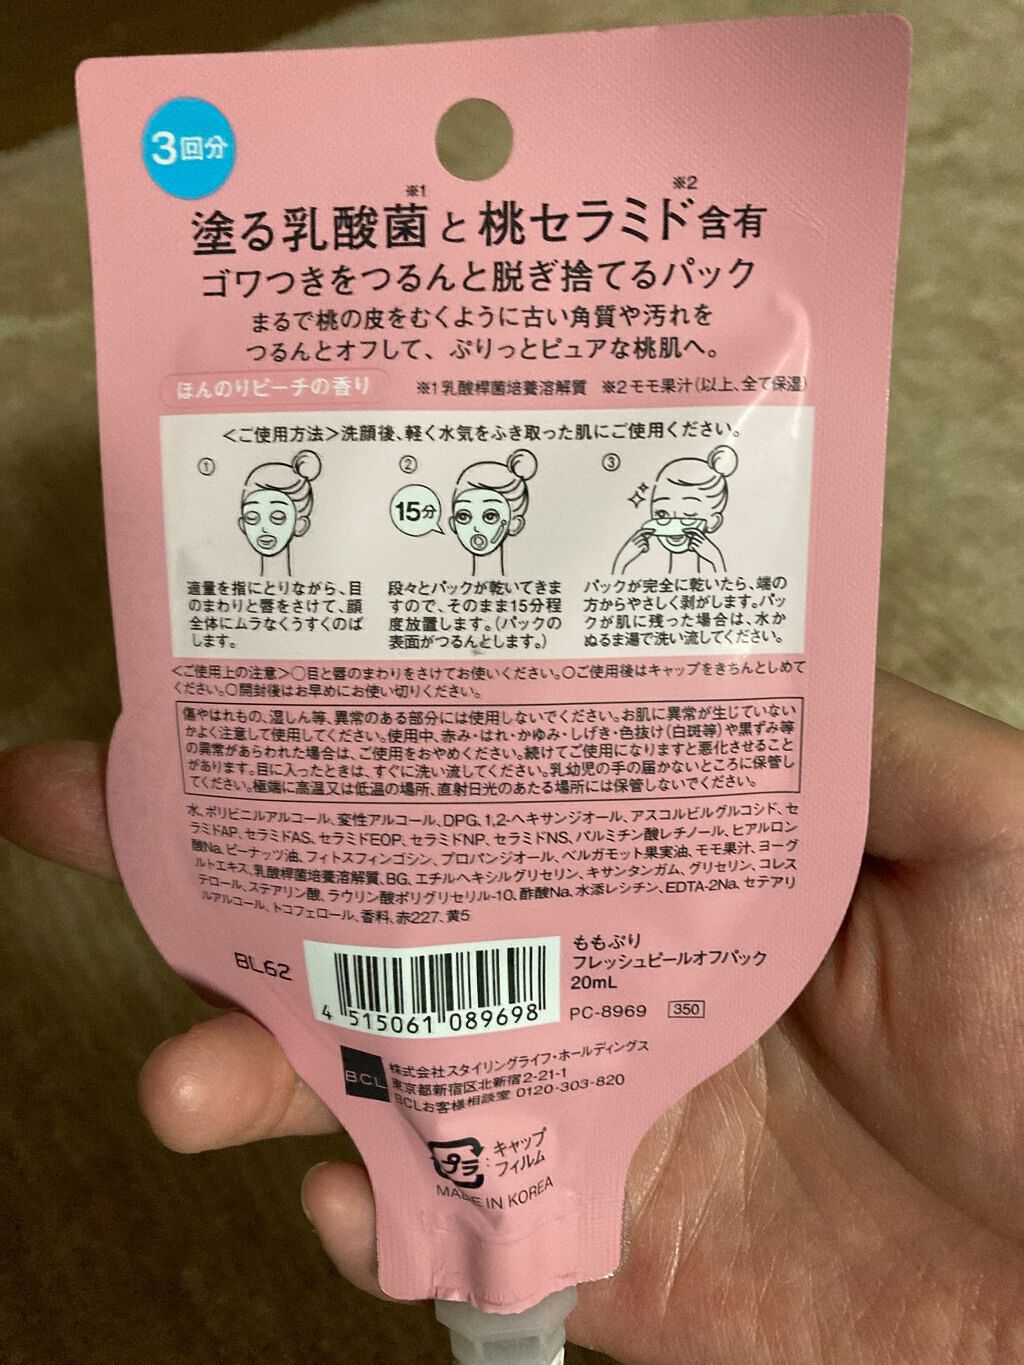 3回分
塗る乳酸菌※1と桃セラミド※2含有
ゴワつきをつるんと脱ぎ捨てるパック
まるで桃の皮をむくように古い角質や汚れを
つるんとオフして、ぷりっとピュアな桃肌へ。
ほんのりピーチの香り
※1 乳酸桿菌培養溶解質 ※2 モモ果汁(以上、全て保湿)
<ご使用方法>洗顔後、軽く水気をふき取った肌にご使用ください。
①
適量を指にとりながら、目
のまわりと唇をさけて、顔
全体にムラなくうすくのば
します。
②
15分
段々とパックが乾いてきま
すので、そのまま15分程
度放置します。(パックの
表面がつるんとします。)
③
パックが完全に乾いたら、端の
方からやさしく剥がします。パッ
クが肌に残った場合は、水か
ぬるま湯で洗い流してください。
<ご使用上の注意>○目と唇のまわりをさけてお使いください。○ご使用後はキャップをきちんとしめて
ください。○開封後はお早めにお使い切りください。
傷やはれもの、湿しん等、異常のある部分には使用しないでください。お肌に異常が生じていない
かよく注意して使用してください。使用中、赤み・はれ・かゆみ・しげき・色抜け(白斑等)や黒ずみ等
の異常があらわれた場合は、ご使用をおやめください。続けてご使用になりますと悪化させること
があります。目に入ったときは、すぐに洗い流してください。乳幼児の手の届かないところに保管し
てください。極端に高温又は低温の場所、直射日光のあたる場所には保管しないでください。
水、ポリビニルアルコール、変性アルコール、DPG、1,2-ヘキサンジオール、アスコルビルグルコシド、セ
ラミドAP、セラミドAS、セラミドEOP、セラミドNP、セラミドNS、パルミチン酸レチノール、ヒアルロン
酸Na、ピーナッツ油、フィトスフィンゴシン、プロパンジオール、ベルガモット果実油、モモ果汁、ヨーグ
ルトエキス、乳酸桿菌培養溶解質、BG、エチルヘキシルグリセリン、キサンタンガム、グリセリン、コレス
テロール、ステアリン酸、ラウリン酸ポリグリセリル-10、酢酸Na、水添レシチン、EDTA-2Na、セテアリ
ルアルコール、トコフェロール、香料、赤227、黄5
BL62
4 515061 089698
ももぷり
フレッシュピールオフパック
20mL
PC-8969 350
BCL
株式会社スタイリングライフ・ホールディングス
東京都新宿区北新宿2-21-1
BCLお客様相談室 0120-303-820
プラ:キャップ
フィルム
MADE IN KOREA